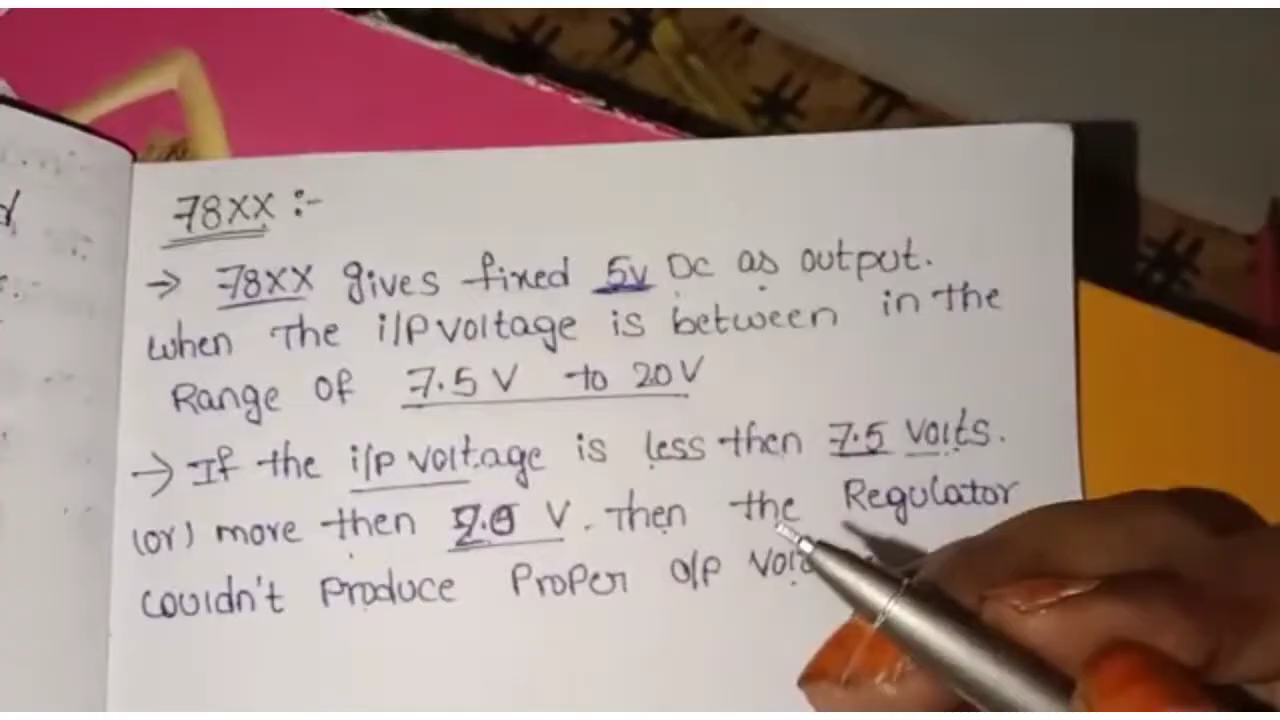 78XX :-
→ 78XX gives fixed 5v DC as output.
when The i/p voltage is between in the
Range of 7.5 V to 20 V
→ If the i/p voltage is less then 7.5 Volts.
(or) more then 20 V. then the Regulator
couldn't produce Proper o/p